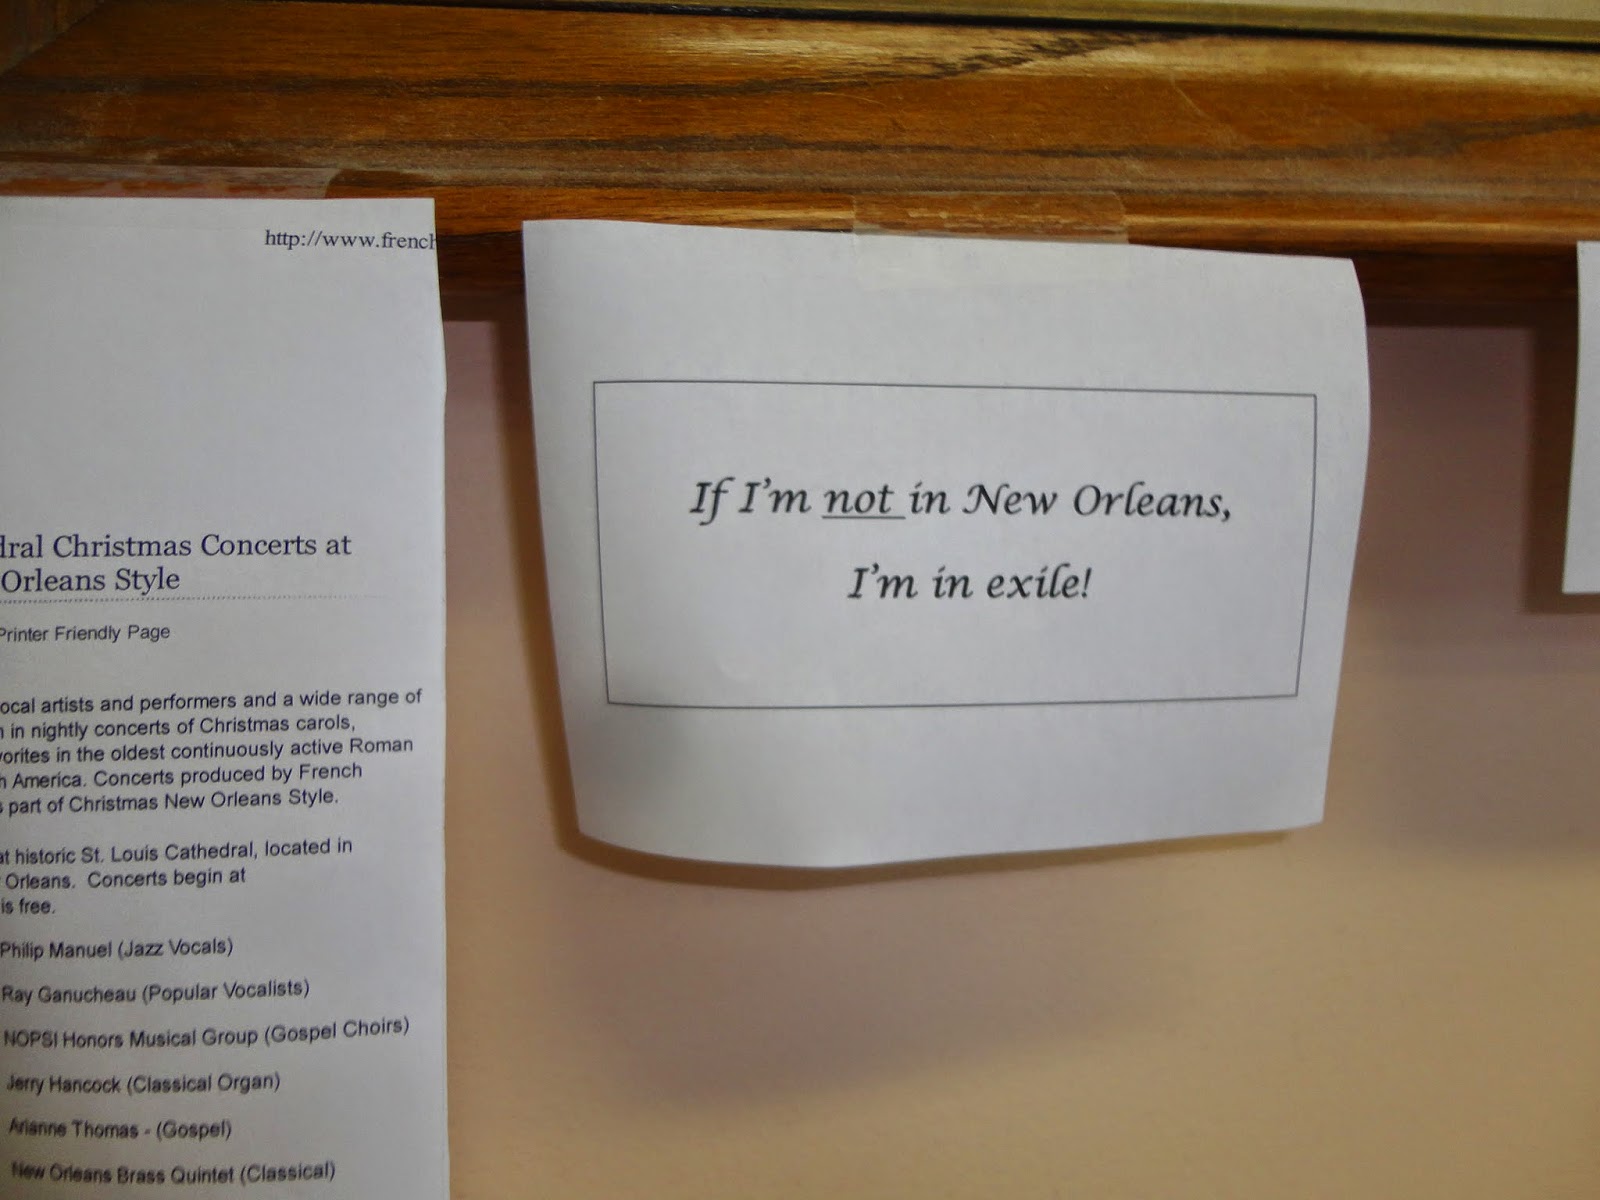 http://www.french
dral Christmas Concerts at
Orleans Style
Printer Friendly Page
ocal artists and performers and a wide range of
n in nightly concerts of Christmas carols,
vorites in the oldest continuously active Roman
h America. Concerts produced by French
s part of Christmas New Orleans Style.
at historic St. Louis Cathedral, located in
Orleans. Concerts begin at
is free.
Philip Manuel (Jazz Vocals)
Ray Ganucheau (Popular Vocalists)
NOPSI Honors Musical Group (Gospel Choirs)
Jerry Hancock (Classical Organ)
Arianne Thomas - (Gospel)
New Orleans Brass Quintet (Classical)
If I'm not in New Orleans,
I'm in exile!